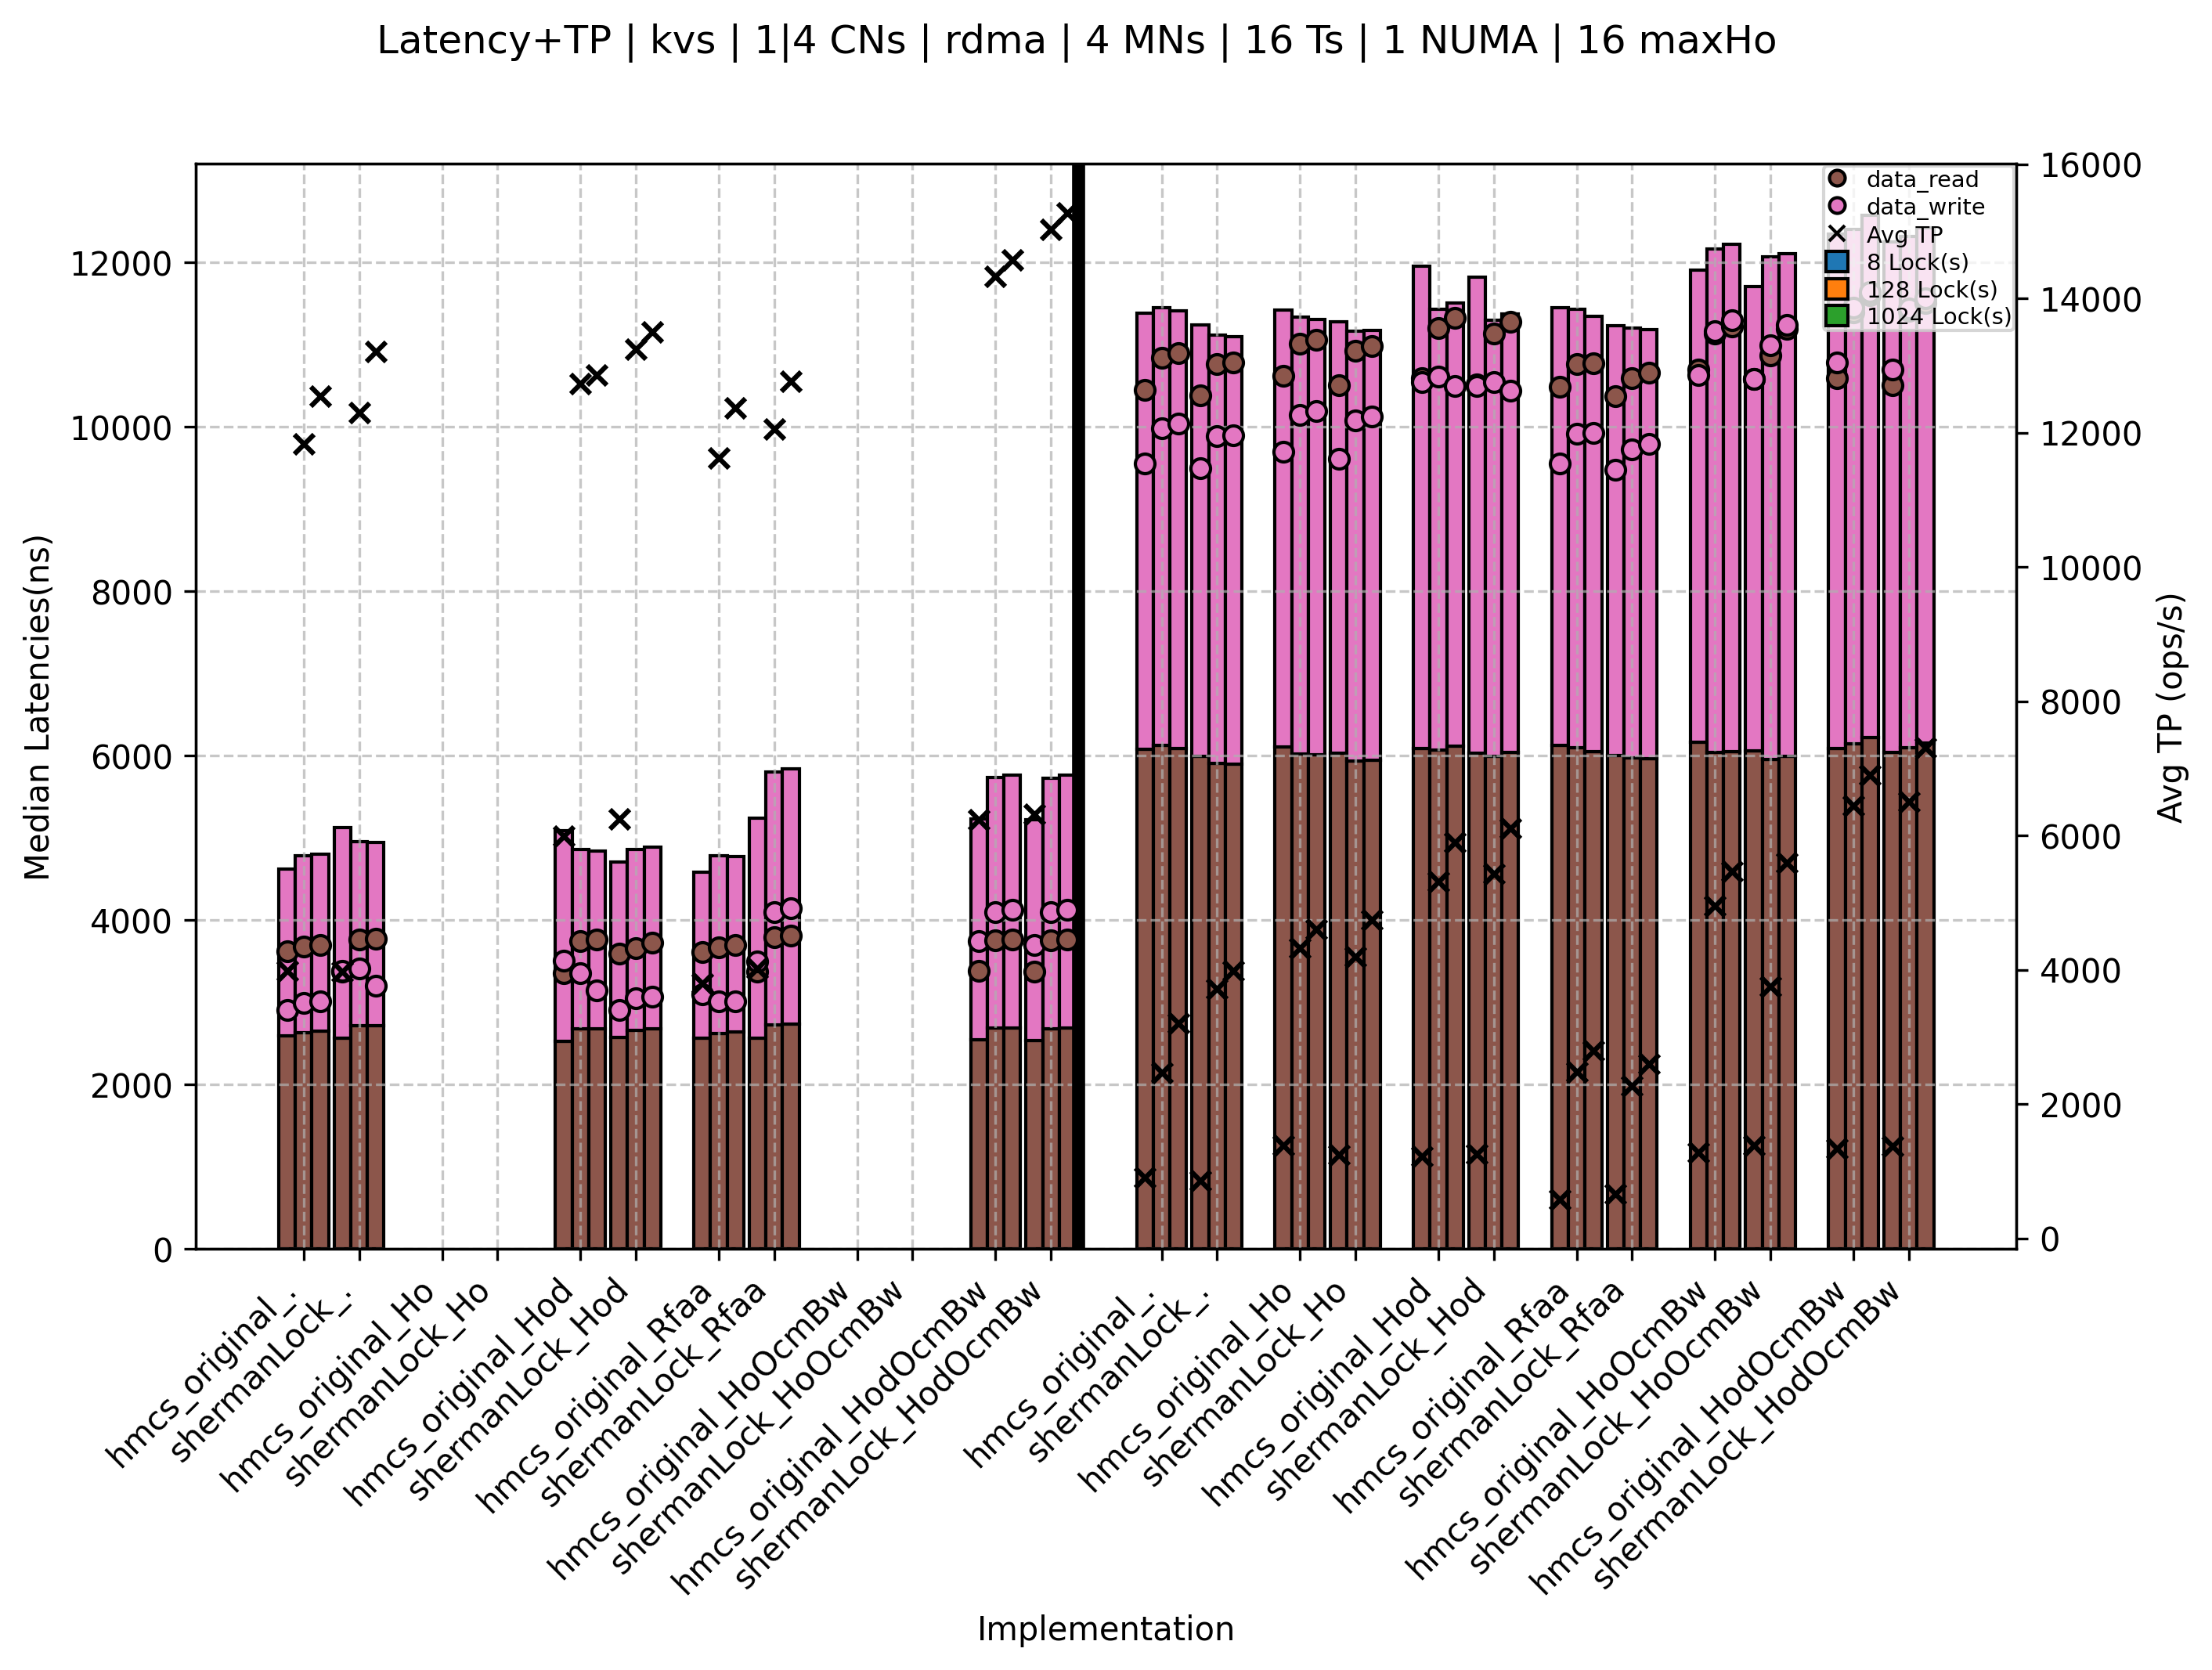 Latency+TP | kvs | 1|4 CNs | rdma | 4 MNs | 16 Ts | 1 NUMA | 16 maxHo
Median Latencies(ns)
12000
10000
8000
6000
4000
2000
0
16000
14000
12000
10000
8000
6000
4000
2000
0
Avg TP (ops/s)
data_read
data_write
Avg TP
8 Lock(s)
128 Lock(s)
1024 Lock(s)
hmcs_original_.
shermanLock_.
hmcs_original_Ho
shermanLock_Ho
hmcs_original_Hod
shermanLock_Hod
hmcs_original_Rfaa
shermanLock_Rfaa
hmcs_original_HoOcmBw
shermanLock_HoOcmBw
hmcs_original_HodOcmBw
shermanLock_HodOcmBw
hmcs_original_.
shermanLock_.
hmcs_original_Ho
shermanLock_Ho
hmcs_original_Hod
shermanLock_Hod
hmcs_original_Rfaa
shermanLock_Rfaa
hmcs_original_HoOcmBw
shermanLock_HoOcmBw
hmcs_original_HodOcmBw
shermanLock_HodOcmBw
Implementation